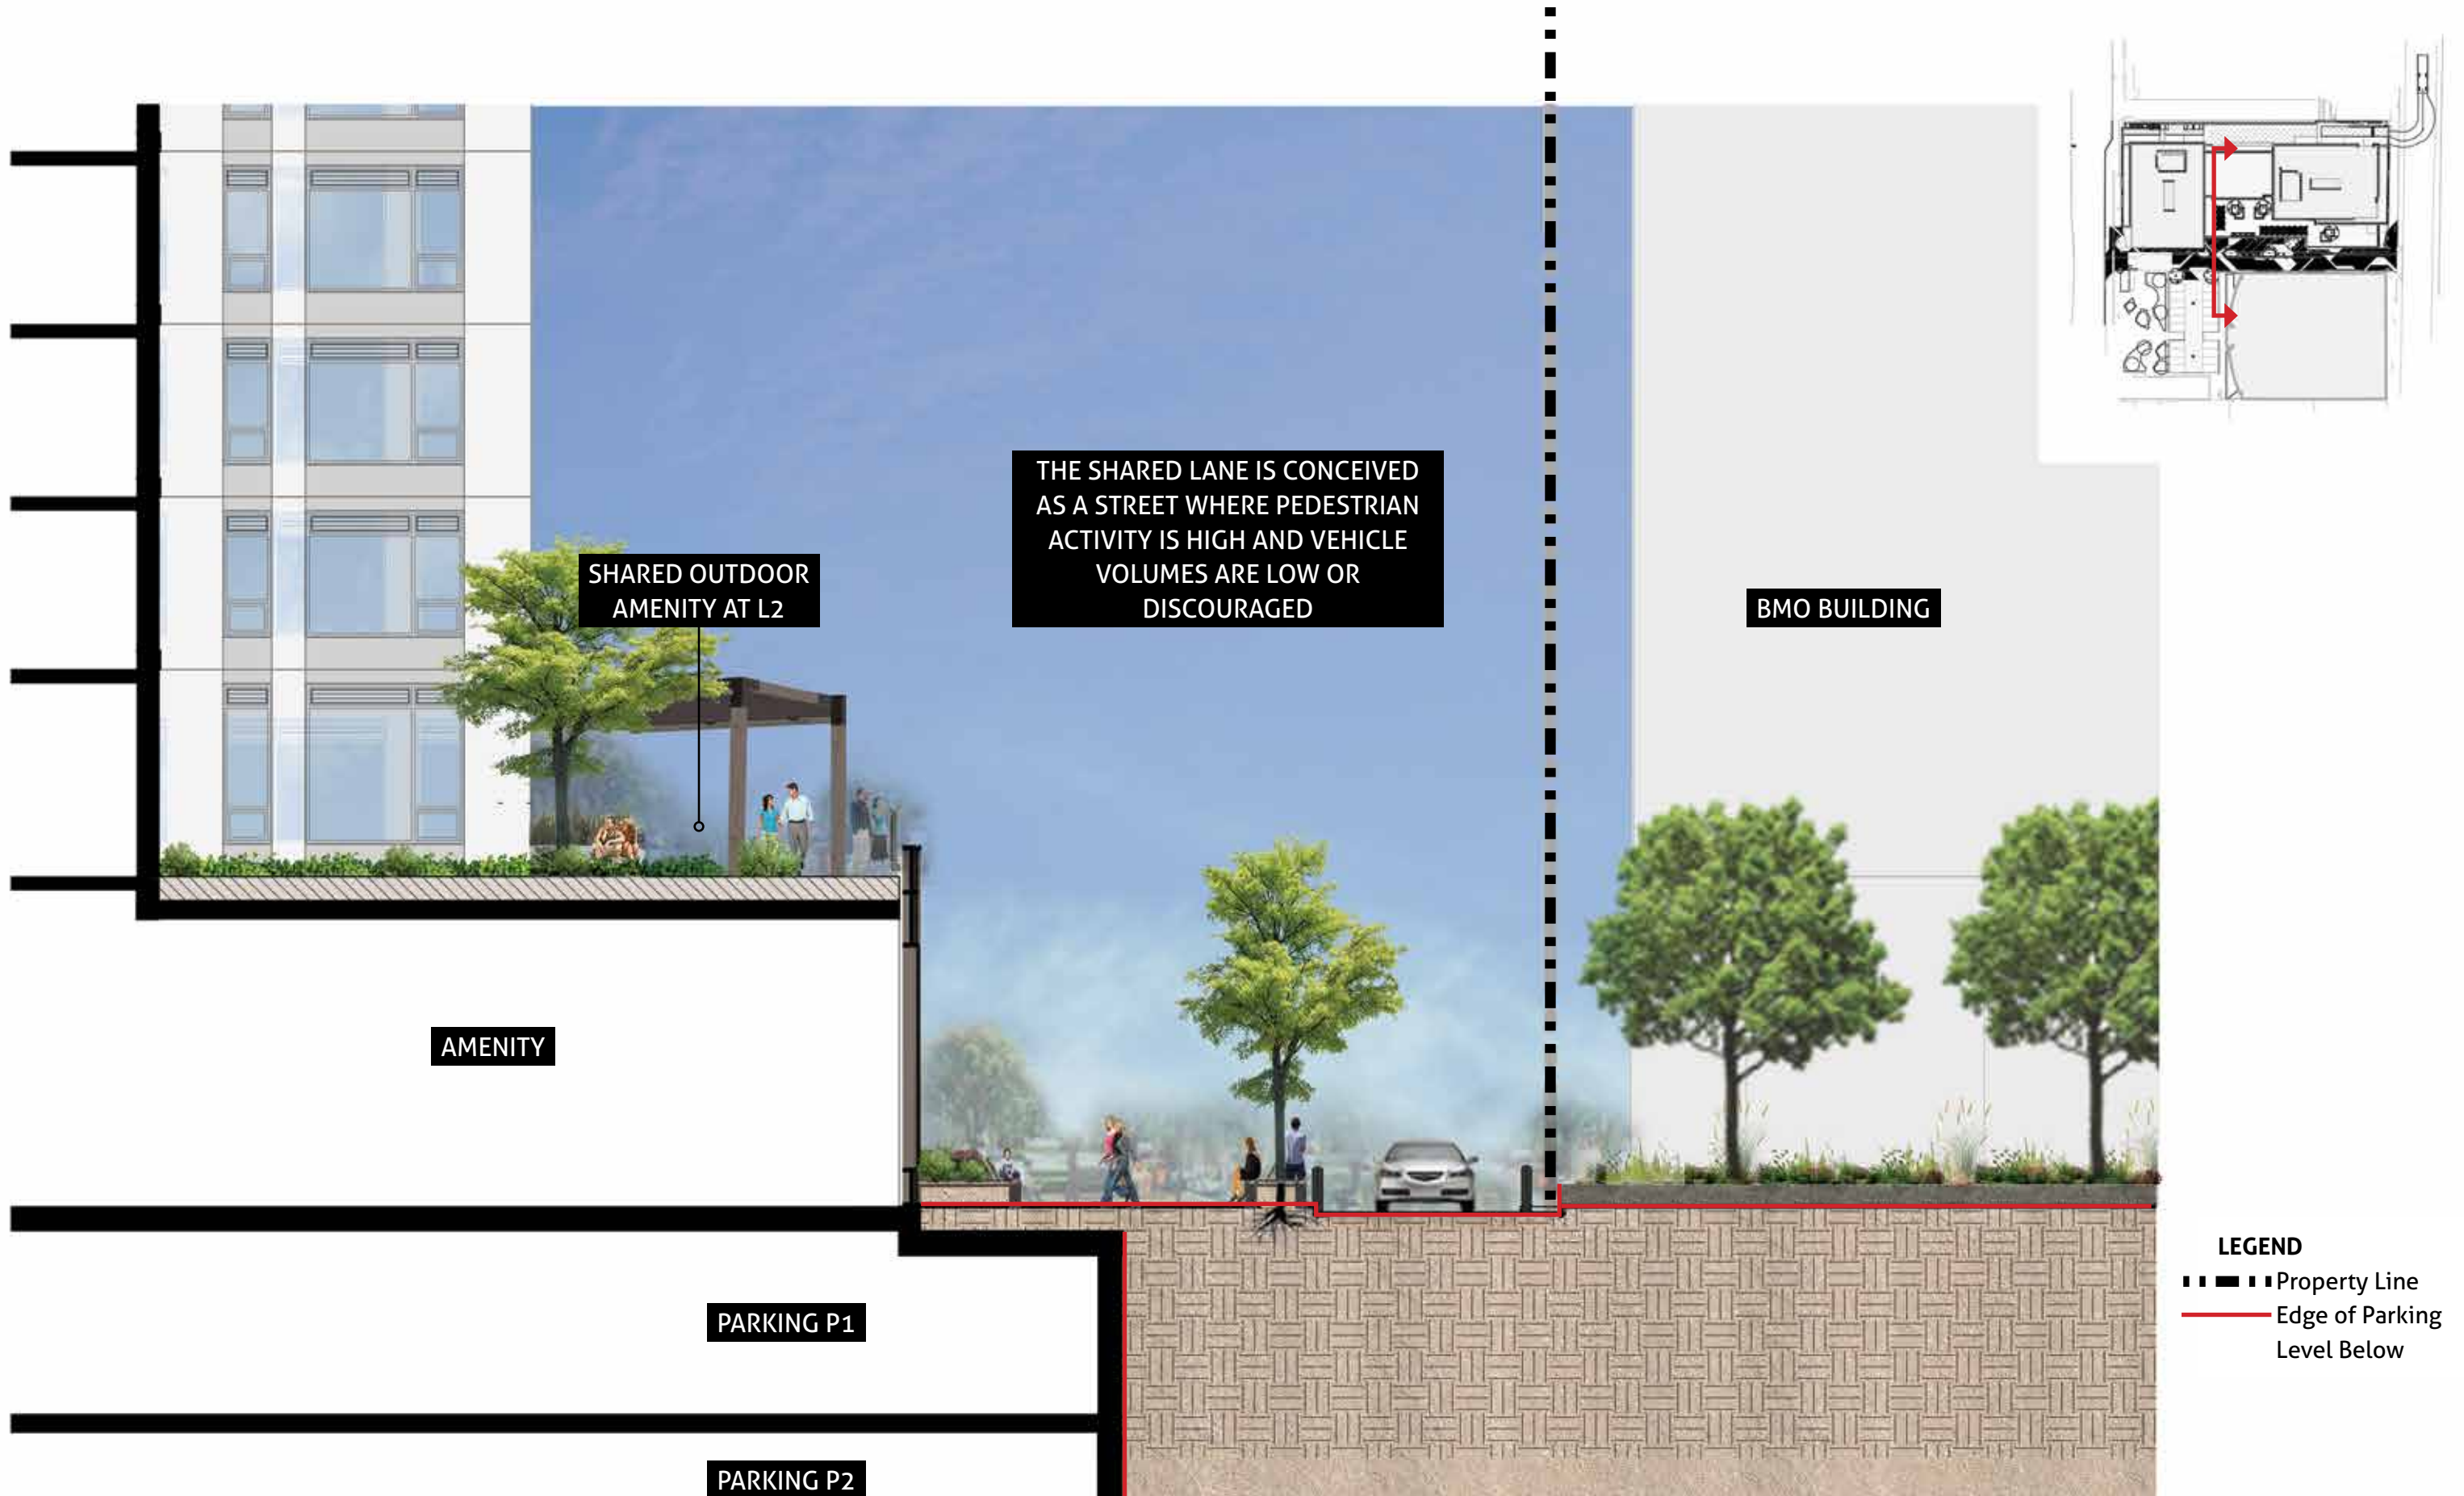 THE SHARED LANE IS CONCEIVED
AS A STREET WHERE PEDESTRIAN
ACTIVITY IS HIGH AND VEHICLE
VOLUMES ARE LOW OR
DISCOURAGED
SHARED OUTDOOR
AMENITY AT L2
BMO BUILDING
AMENITY
PARKING P1
PARKING P2
LEGEND
Property Line
Edge of Parking
Level Below